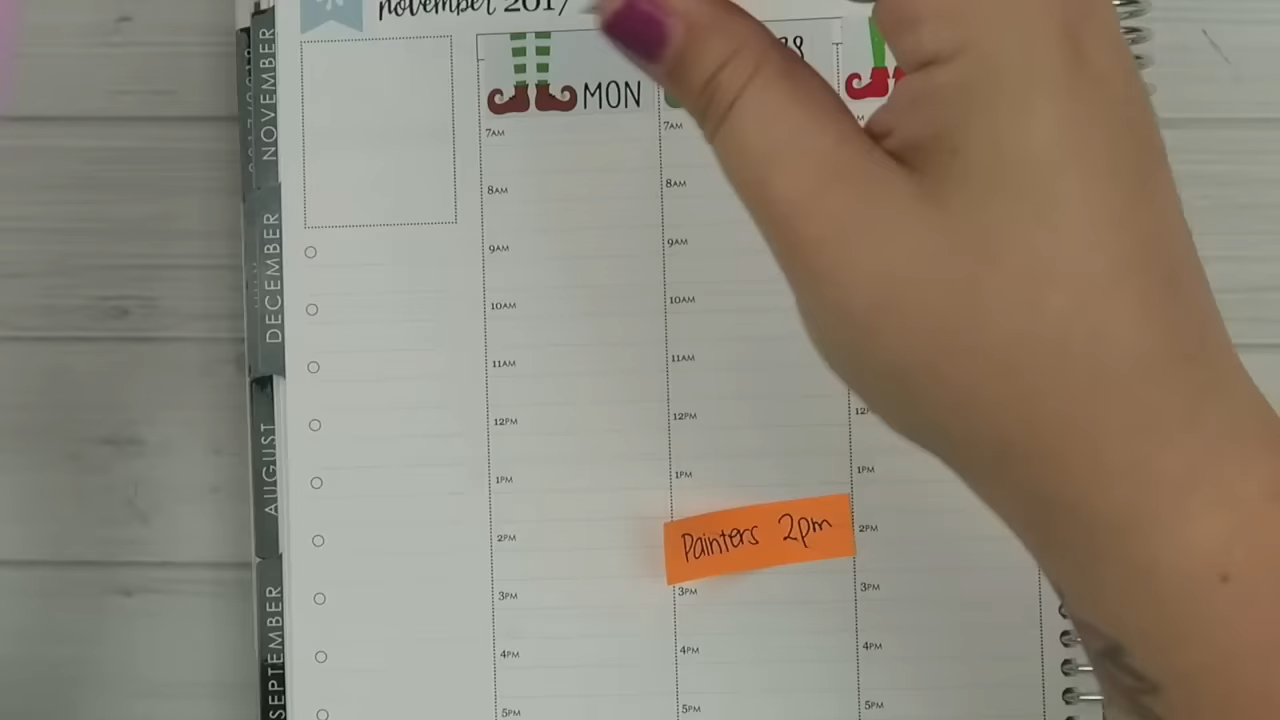 november 2017
MON
28
7AM
8AM
9AM
10AM
11AM
12PM
1PM
2PM
3PM
4PM
5PM
7AM
8AM
9AM
10AM
11AM
12PM
1PM
Painters 2pm
3PM
4PM
5PM
1PM
2PM
3PM
4PM
5PM
NOVEMBER
DECEMBER
AUGUST
SEPTEMBER